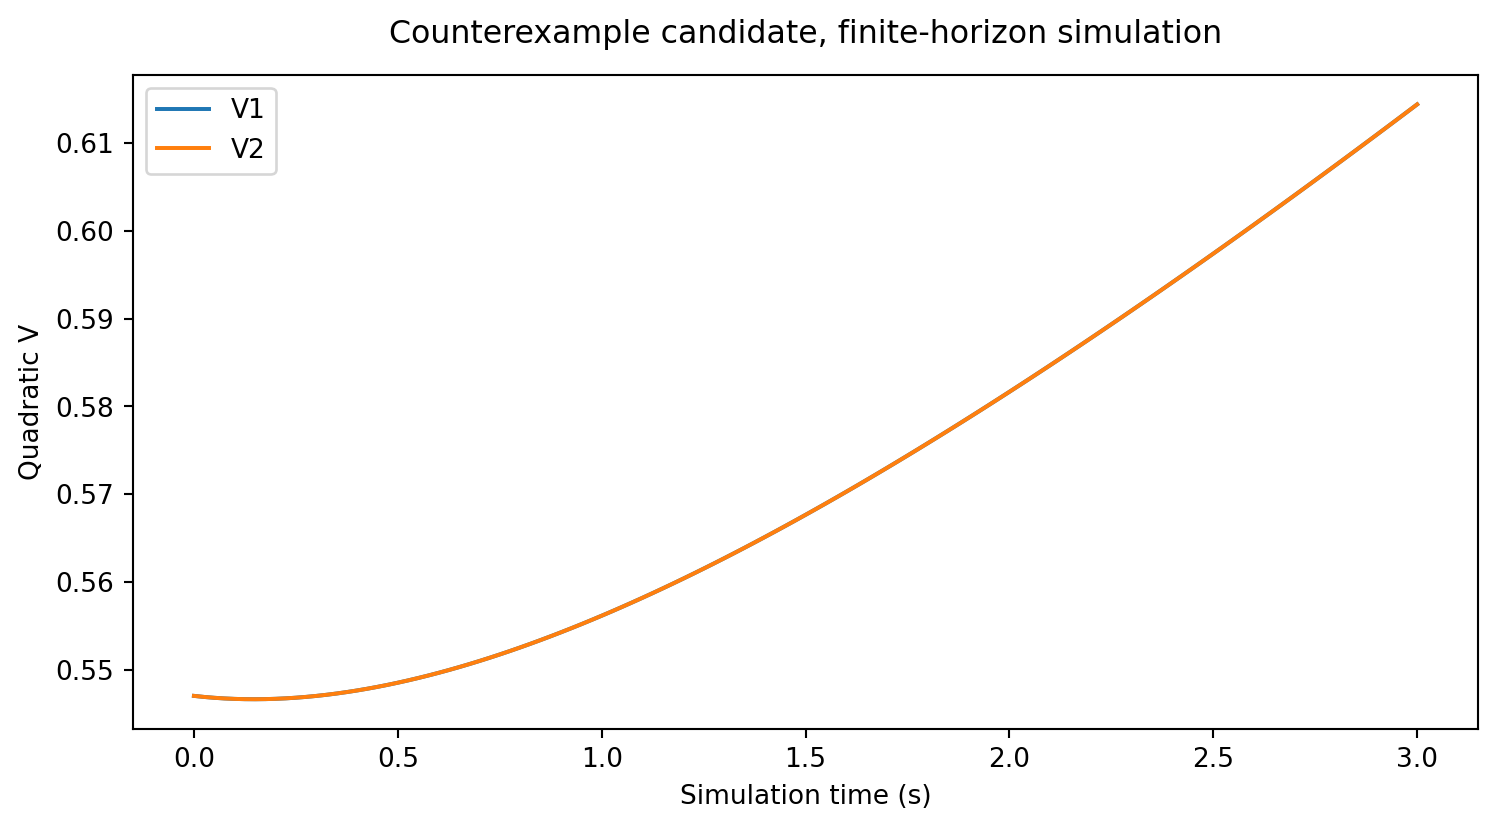 Counterexample candidate, finite-horizon simulation
V1
V2
0.61
0.60
0.59
0.58
0.57
0.56
0.55
Quadratic V
0.0 0.5 1.0 1.5 2.0 2.5 3.0
Simulation time (s)